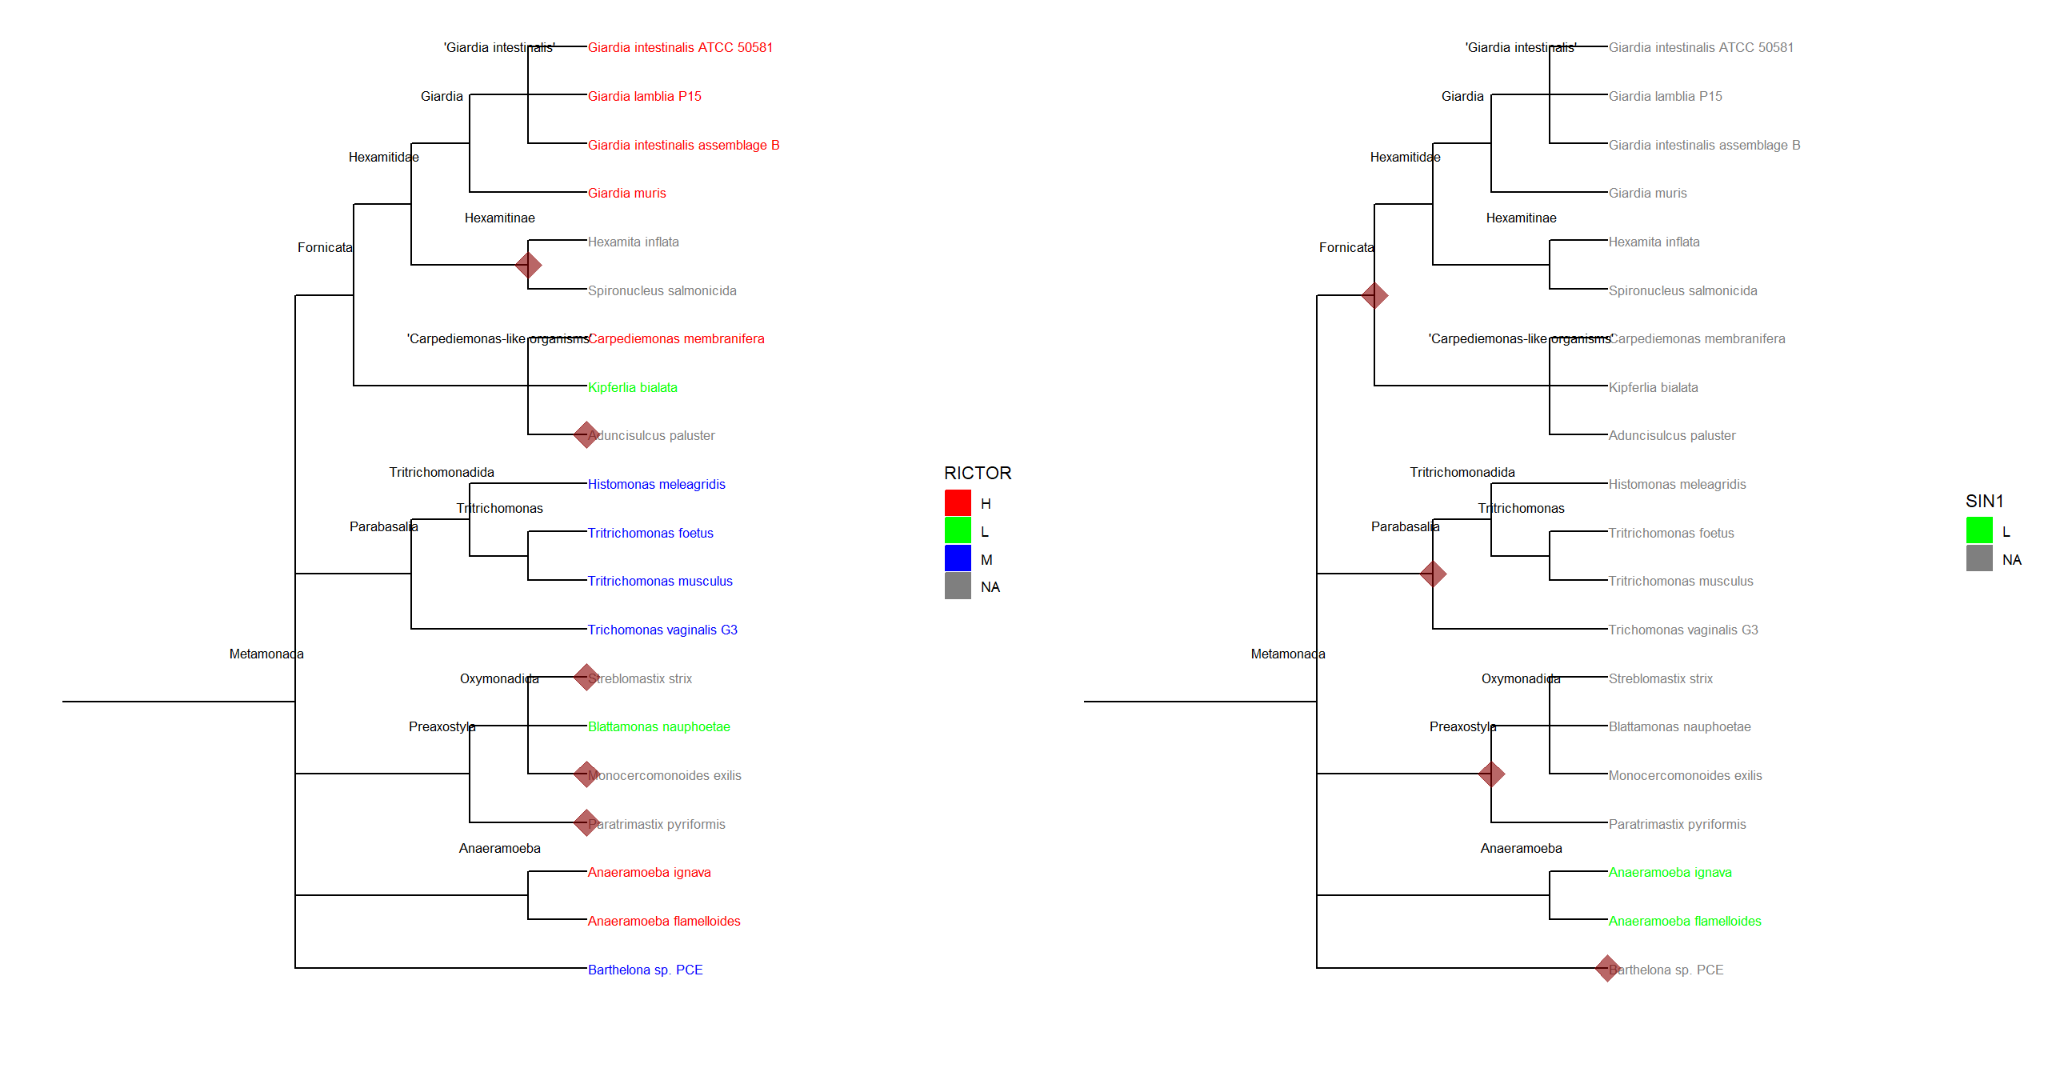 'Giardia intestinalis'
Giardia intestinalis ATCC 50581
Giardia
Giardia lamblia P15
Hexamitidae
Giardia intestinalis assemblage B
Giardia muris
Hexamitinae
Fornicata
Hexamita inflata
Spironucleus salmonicida
'Carpediemonas-like organisms'
Carpediemonas membranifera
Kipferlia bialata
Aduncisulcus paluster
Tritrichomonadida
Histomonas meleagridis
Tritrichomonas
Parabasalia
Tritrichomonas foetus
Tritrichomonas musculus
Trichomonas vaginalis G3
Metamonada
Oxymonadida
Streblomastix strix
Preaxostyla
Blattamonas nauphoetae
Monocercomonoides exilis
Paratrimastix pyriformis
Anaeramoeba
Anaeramoeba ignava
Anaeramoeba flamelloides
Barthelona sp. PCE
RICTOR
H
L
M
NA
'Giardia intestinalis'
Giardia intestinalis ATCC 50581
Giardia
Giardia lamblia P15
Hexamitidae
Giardia intestinalis assemblage B
Giardia muris
Hexamitinae
Fornicata
Hexamita inflata
Spironucleus salmonicida
'Carpediemonas-like organisms'
Carpediemonas membranifera
Kipferlia bialata
Aduncisulcus paluster
Tritrichomonadida
Histomonas meleagridis
Tritrichomonas
Parabasalia
Tritrichomonas foetus
Tritrichomonas musculus
Trichomonas vaginalis G3
Metamonada
Oxymonadida
Streblomastix strix
Preaxostyla
Blattamonas nauphoetae
Monocercomonoides exilis
Paratrimastix pyriformis
Anaeramoeba
Anaeramoeba ignava
Anaeramoeba flamelloides
Barthelona sp. PCE
SIN1
L
NA